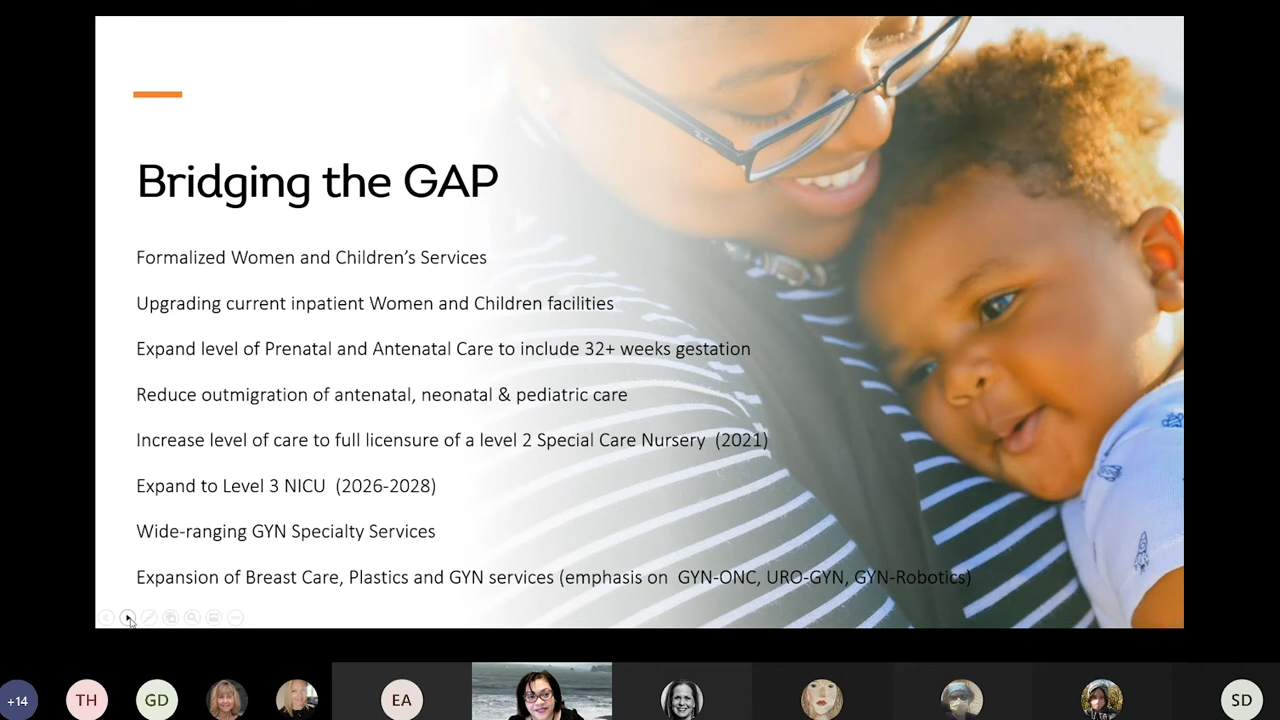 Bridging the GAP
Formalized Women and Children’s Services
Upgrading current inpatient Women and Children facilities
Expand level of Prenatal and Antenatal Care to include 32+ weeks gestation
Reduce outmigration of antenatal, neonatal & pediatric care
Increase level of care to full licensure of a level 2 Special Care Nursery (2021)
Expand to Level 3 NICU (2026-2028)
Wide-ranging GYN Specialty Services
Expansion of Breast Care, Plastics and GYN services (emphasis on GYN-ONC, URO-GYN, GYN-Robotics)
+14 TH GD EA SD